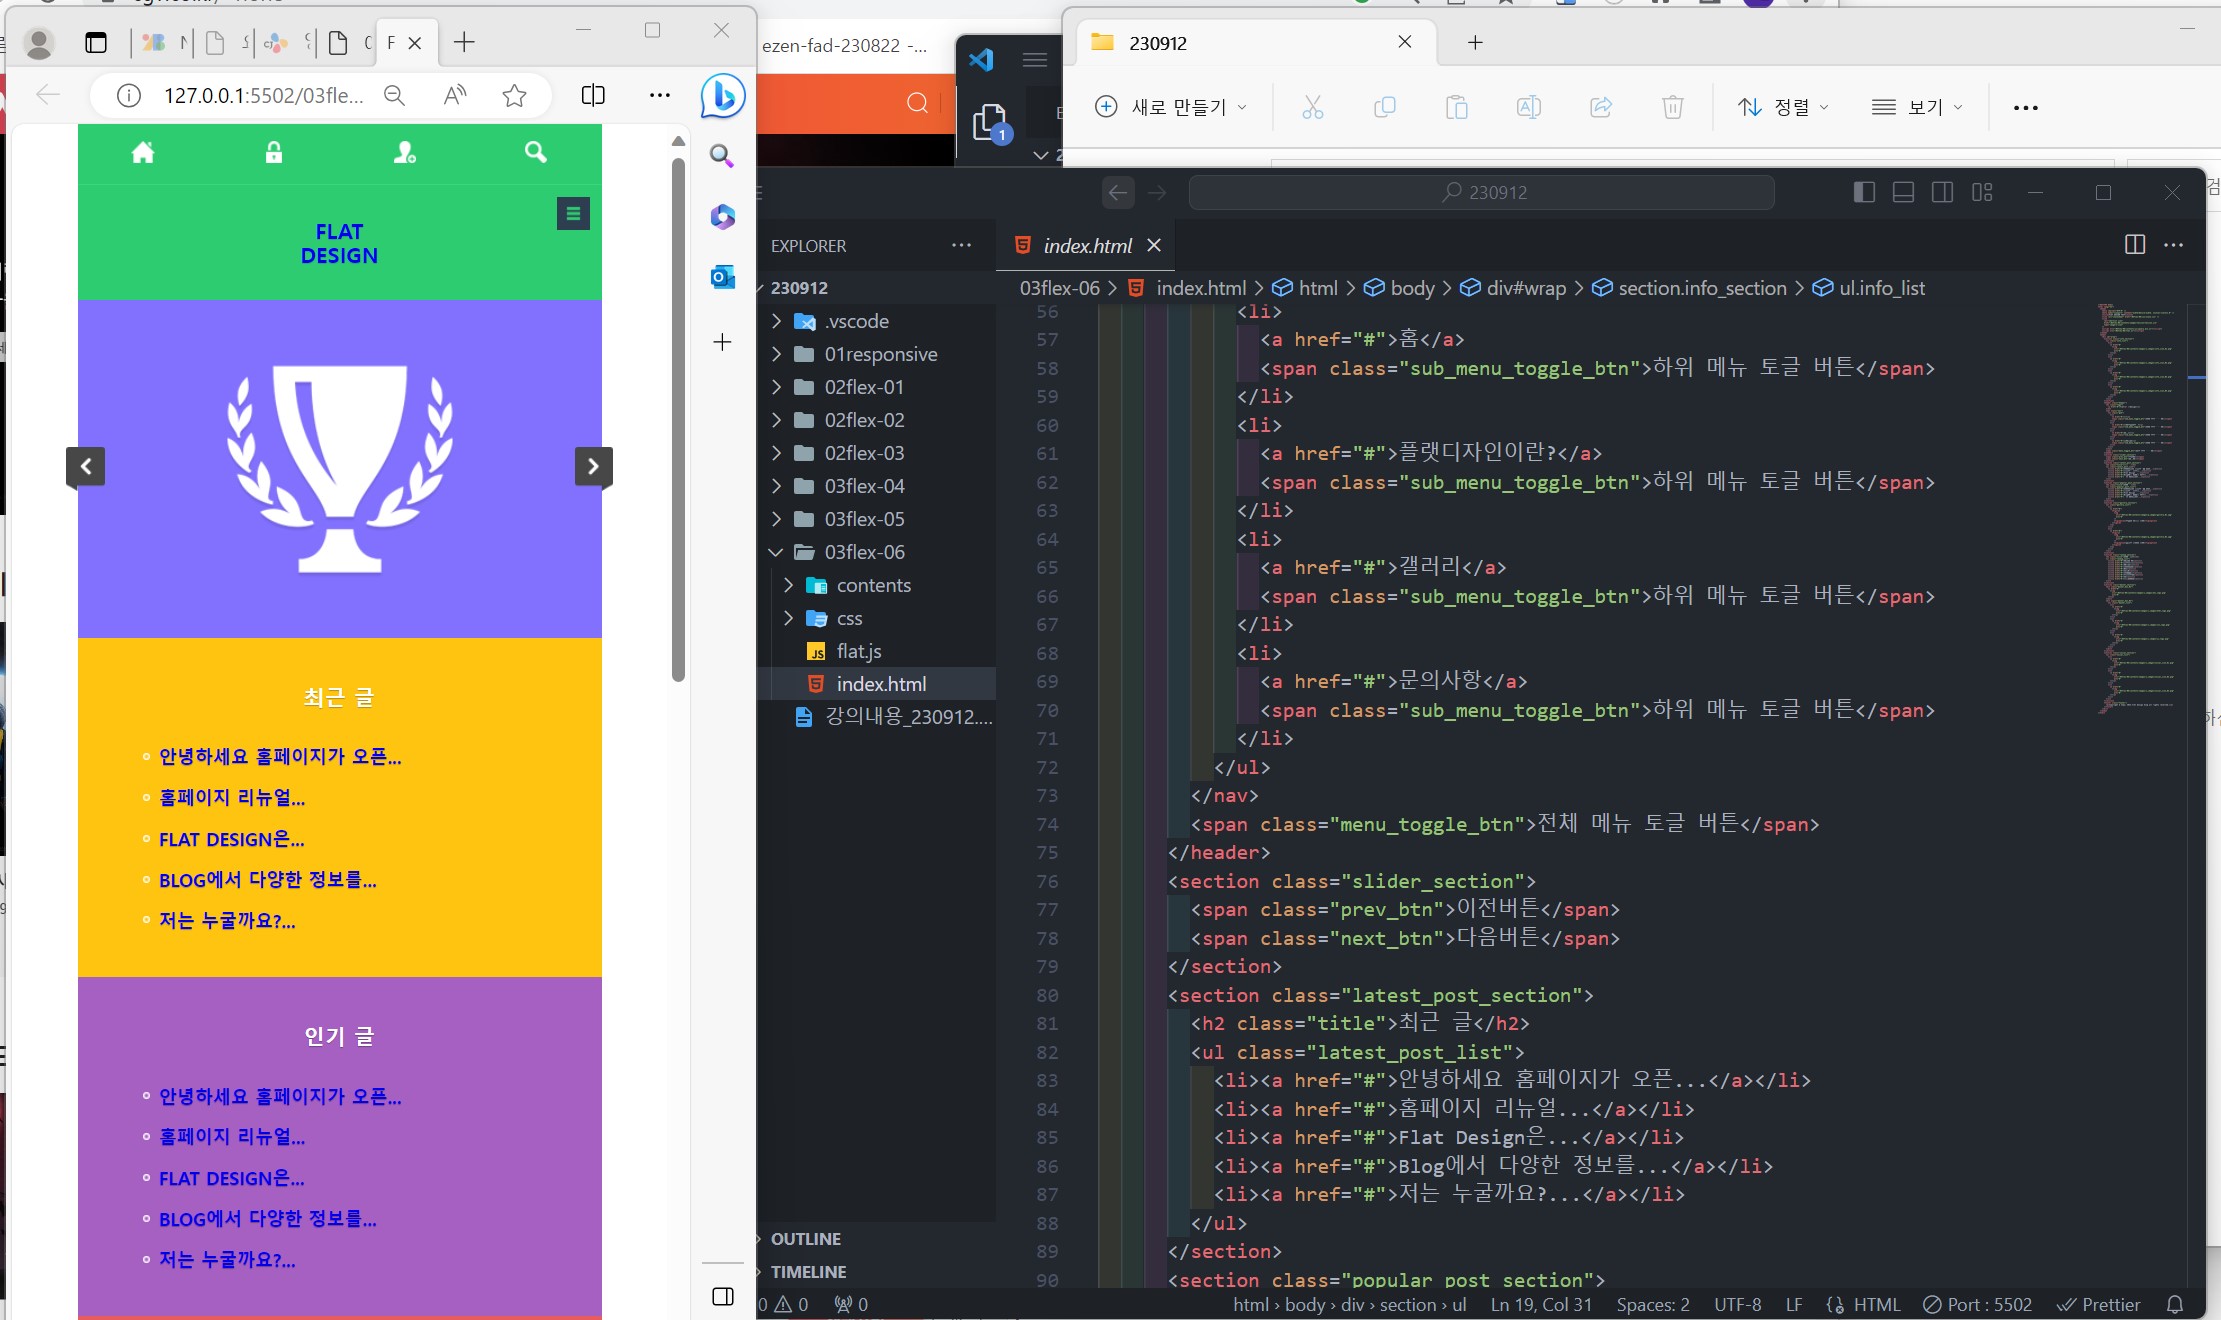 F
127.0.0.1:5502/03fle...
FLAT
DESIGN
최근 글
안녕하세요 홈페이지가 오픈...
홈페이지 리뉴얼...
FLAT DESIGN은...
BLOG에서 다양한 정보를...
저는 누굴까요?...
인기 글
안녕하세요 홈페이지가 오픈...
홈페이지 리뉴얼...
FLAT DESIGN은...
BLOG에서 다양한 정보를...
저는 누굴까요?...
ezen-fad-230822 -...
1
230912
새로 만들기
정렬
보기
230912
EXPLORER
index.html
230912
.vscode
01responsive
02flex-01
02flex-02
02flex-03
03flex-04
03flex-05
03flex-06
contents
css
flat.js
index.html
강의내용_230912....
OUTLINE
TIMELINE
03flex-06 > index.html > html > body > div#wrap > section.info_section > ul.info_list
56 <li>
57 <a href="#">홈</a>
58 <span class="sub_menu_toggle_btn">하위 메뉴 토글 버튼</span>
59 </li>
60 <li>
61 <a href="#">플랫디자인이란?</a>
62 <span class="sub_menu_toggle_btn">하위 메뉴 토글 버튼</span>
63 </li>
64 <li>
65 <a href="#">갤러리</a>
66 <span class="sub_menu_toggle_btn">하위 메뉴 토글 버튼</span>
67 </li>
68 <li>
69 <a href="#">문의사항</a>
70 <span class="sub_menu_toggle_btn">하위 메뉴 토글 버튼</span>
71 </li>
72 </ul>
73 </nav>
74 <span class="menu_toggle_btn">전체 메뉴 토글 버튼</span>
75 </header>
76 <section class="slider_section">
77 <span class="prev_btn">이전버튼</span>
78 <span class="next_btn">다음버튼</span>
79 </section>
80 <section class="latest_post_section">
81 <h2 class="title">최근 글</h2>
82 <ul class="latest_post_list">
83 <li><a href="#">안녕하세요 홈페이지가 오픈...</a></li>
84 <li><a href="#">홈페이지 리뉴얼...</a></li>
85 <li><a href="#">Flat Design은...</a></li>
86 <li><a href="#">Blog에서 다양한 정보를...</a></li>
87 <li><a href="#">저는 누굴까요?...</a></li>
88 </ul>
89 </section>
90 <section class="popular_post_section">
0 0 0
html › body › div › section › ul Ln 19, Col 31 Spaces: 2 UTF-8 LF HTML Port : 5502 Prettier